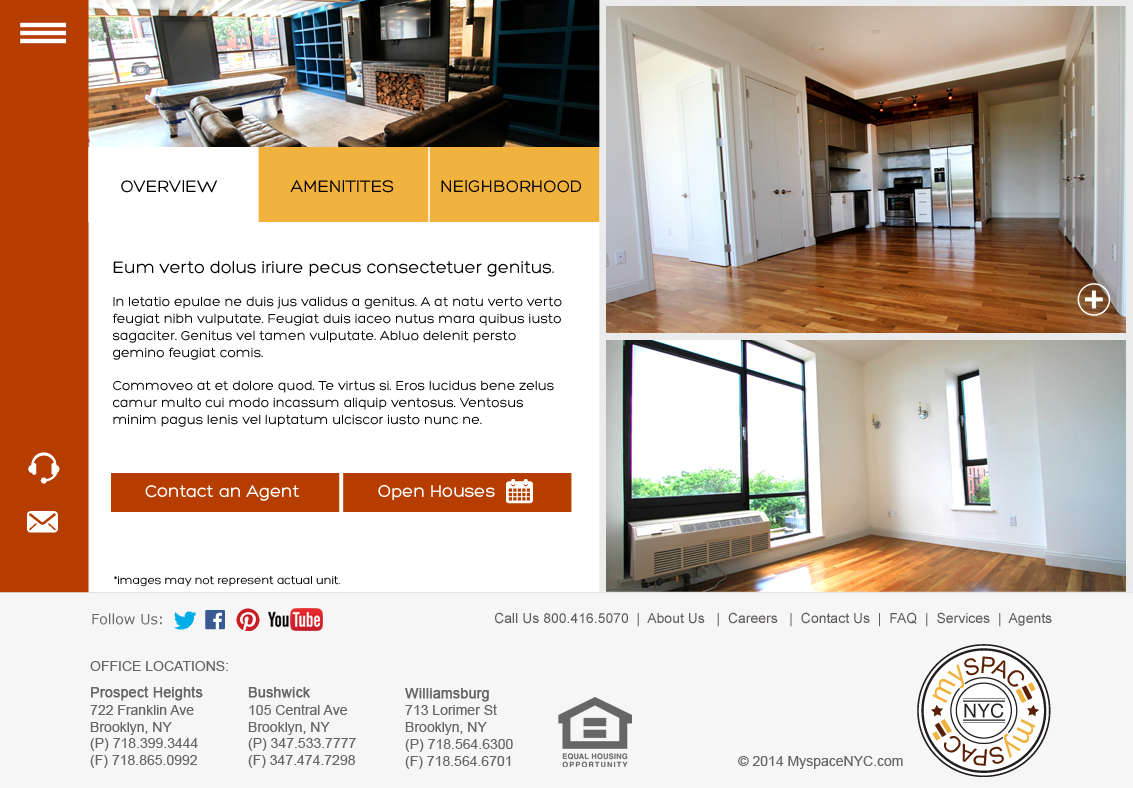 OVERVIEW
AMENITITES
NEIGHBORHOOD
Eum verto dolus iriure pecus consectetuer genitus.
In letatio epulae ne duis jus validus a genitus. A at natu verto verto
feugiat nibh vulputate. Feugiat duis iaceo nutus mara quibus iusto
sagaciter. Genitus vel tamen vulputate. Abluo delenit persto
gemino feugiat comis.
Commoveo at et dolore quod. Te virtus si. Eros lucidus bene zelus
camur multo cui modo incassum aliquip ventosus. Ventosus
minim pagus lenis vel luptatum ulciscor iusto nunc ne.
Contact an Agent
Open Houses
*images may not represent actual unit.
Follow Us:
YouTube
Call Us 800.416.5070 | About Us | Careers | Contact Us | FAQ | Services | Agents
OFFICE LOCATIONS:
Prospect Heights
722 Franklin Ave
Brooklyn, NY
(P) 718.399.3444
(F) 718.865.0992
Bushwick
105 Central Ave
Brooklyn, NY
(P) 347.533.7777
(F) 347.474.7298
Williamsburg
713 Lorimer St
Brooklyn, NY
(P) 718.564.6300
(F) 718.564.6701
EQUAL HOUSING
OPPORTUNITY
© 2014 MyspaceNYC.com
mySPACE
NYC
mySPACE